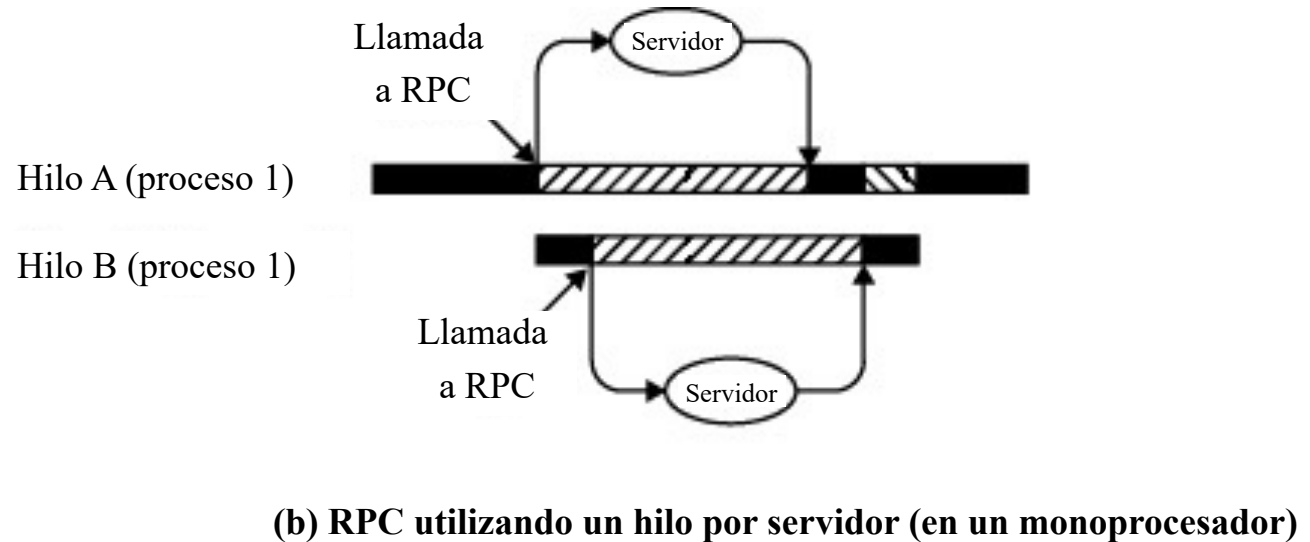 Llamada
a RPC
Servidor
Hilo A (proceso 1)
Hilo B (proceso 1)
Llamada
a RPC
Servidor
(b) RPC utilizando un hilo por servidor (en un monoprocesador)